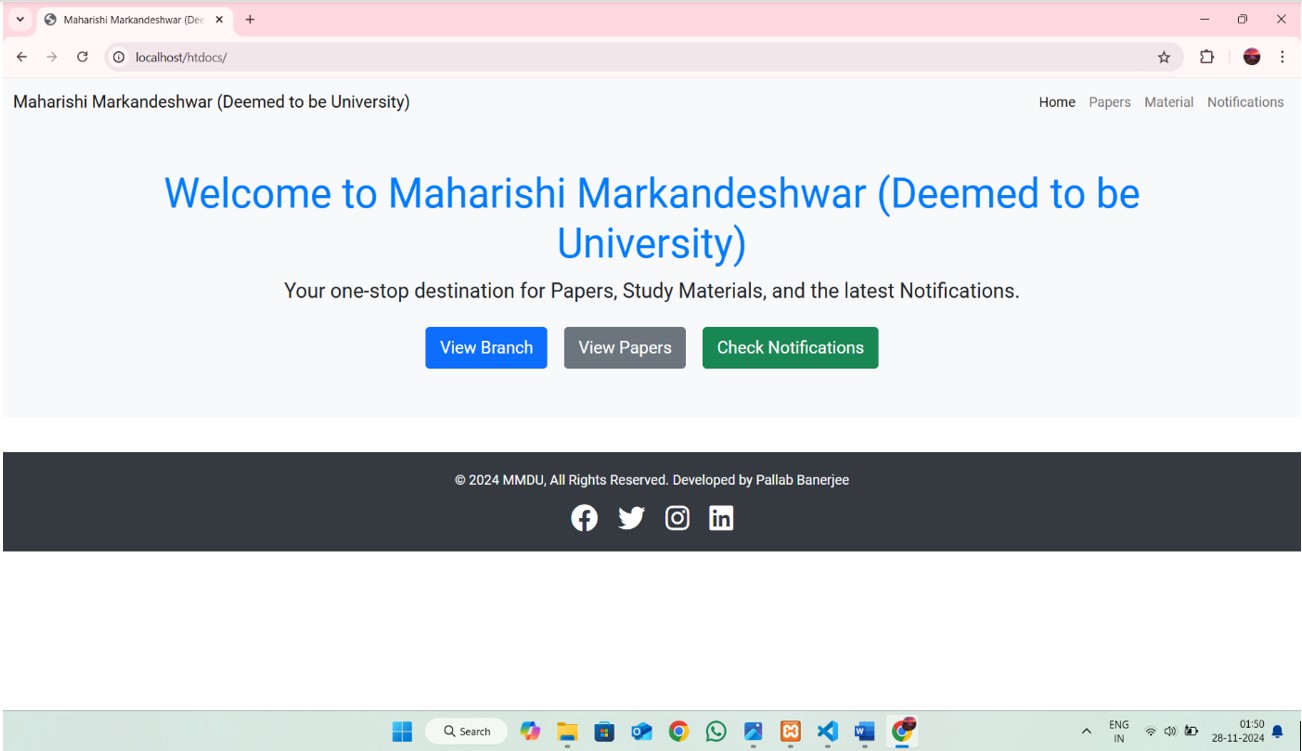 Maharishi Markandeshwar (Dee
localhost/htdocs/
Maharishi Markandeshwar (Deemed to be University)
Home Papers Material Notifications
Welcome to Maharishi Markandeshwar (Deemed to be
University)
Your one-stop destination for Papers, Study Materials, and the latest Notifications.
View Branch View Papers Check Notifications
© 2024 MMDU, All Rights Reserved. Developed by Pallab Banerjee
Search
ENG
IN
01:50
28-11-2024